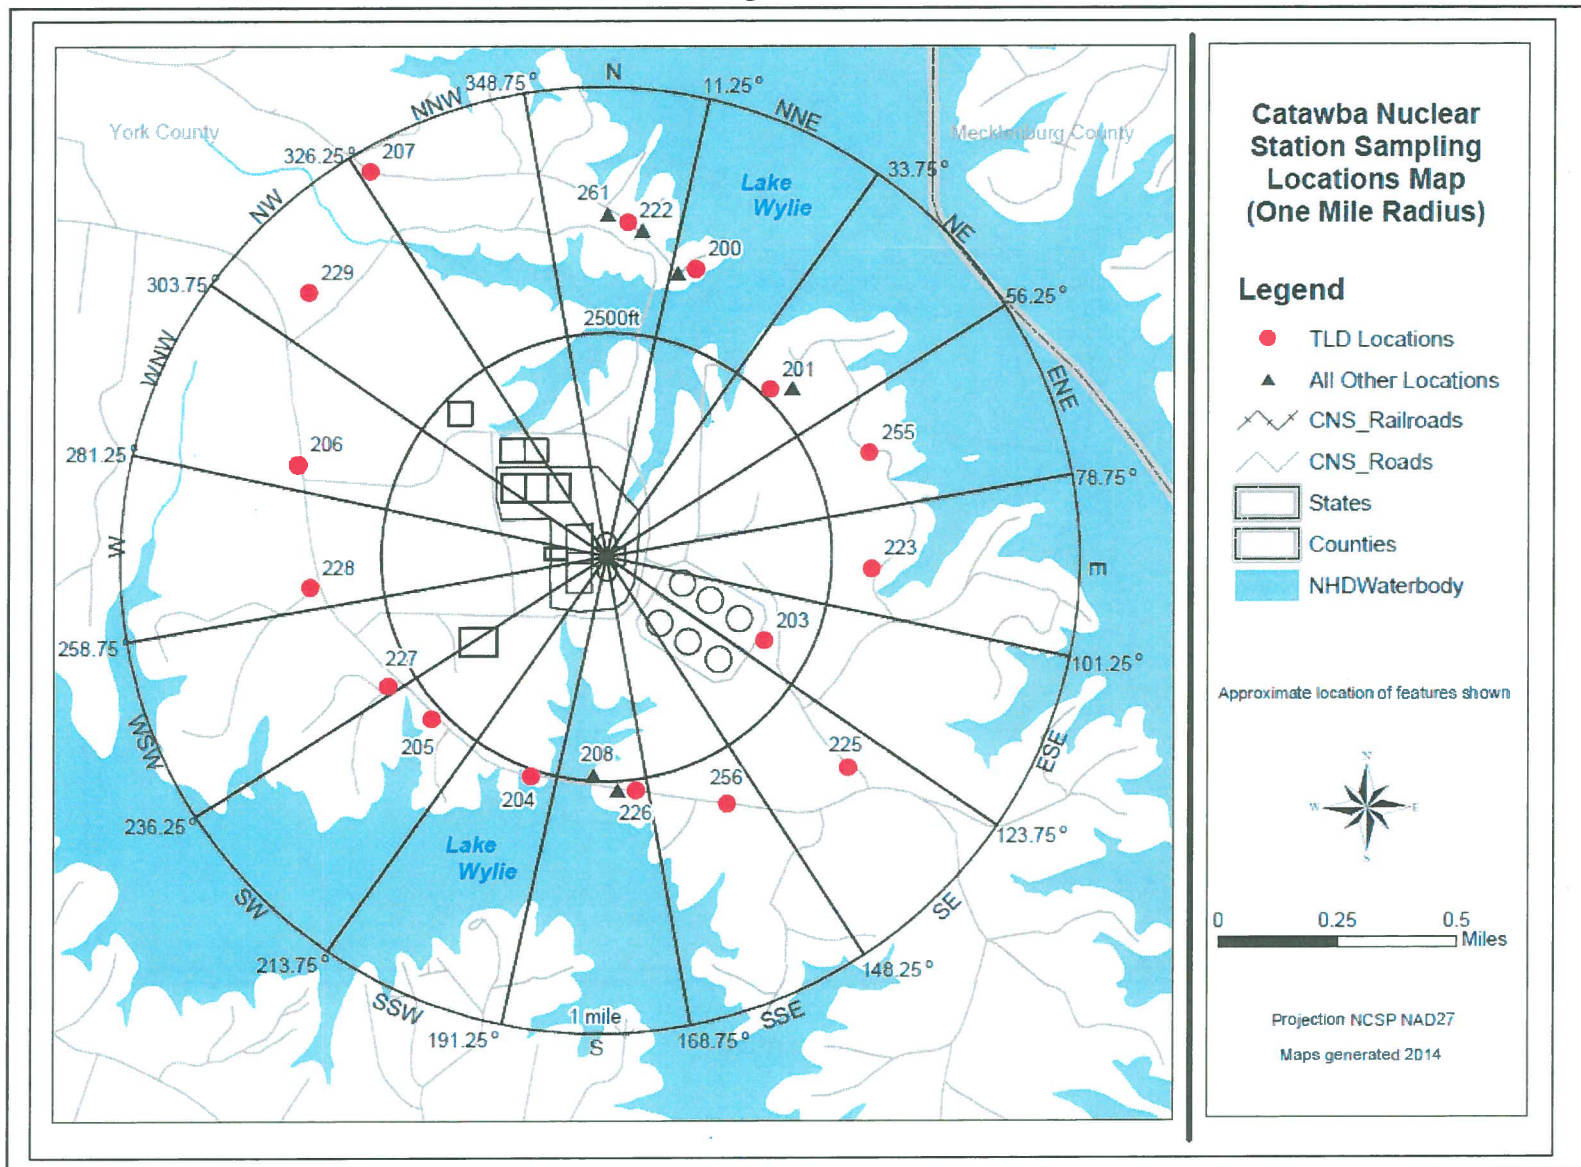 N
348.75°
11.25°
NNW
NNE
York County
Mecklenburg County
326.25°
207
33.75°
Lake
Wylie
261
222
NW
NE
200
229
303.75°
56.25°
2500ft
WNW
201
ENE
255
206
281.25°
78.75°
W
223
E
228
203
258.75°
101.25°
227
WSW
205
208
225
ESE
204
226
256
236.25°
123.75°
Lake
Wylie
SW
SE
213.75°
148.25°
SSW
1 mile
SSE
191.25°
S
168.75°
Catawba Nuclear
Station Sampling
Locations Map
(One Mile Radius)
Legend
TLD Locations
All Other Locations
CNS_Railroads
CNS_Roads
States
Counties
NHDWaterbody
Approximate location of features shown
N
W E
S
0 0.25 0.5
Miles
Projection NCSP NAD27
Maps generated 2014